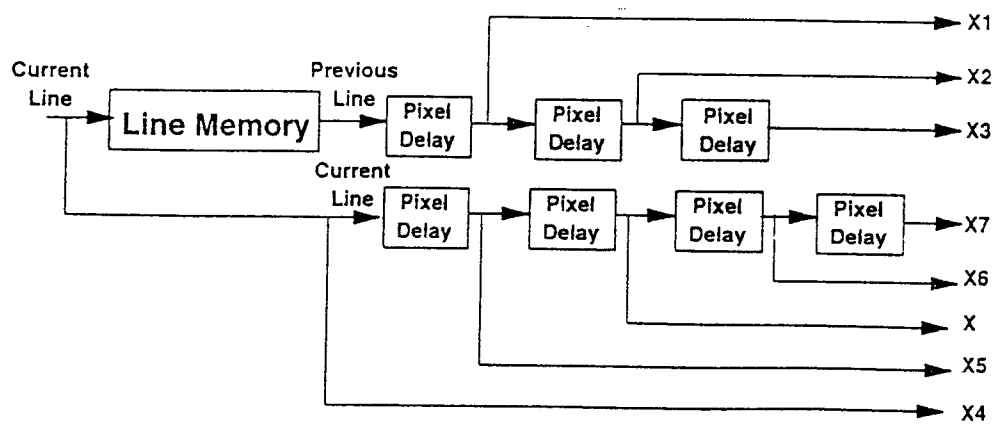 X1
Current
Line
Previous
Line
X2
Line Memory
Pixel
Delay
Pixel
Delay
Pixel
Delay
X3
Current
Line
Pixel
Delay
Pixel
Delay
Pixel
Delay
Pixel
Delay
X7
X6
X
X5
X4